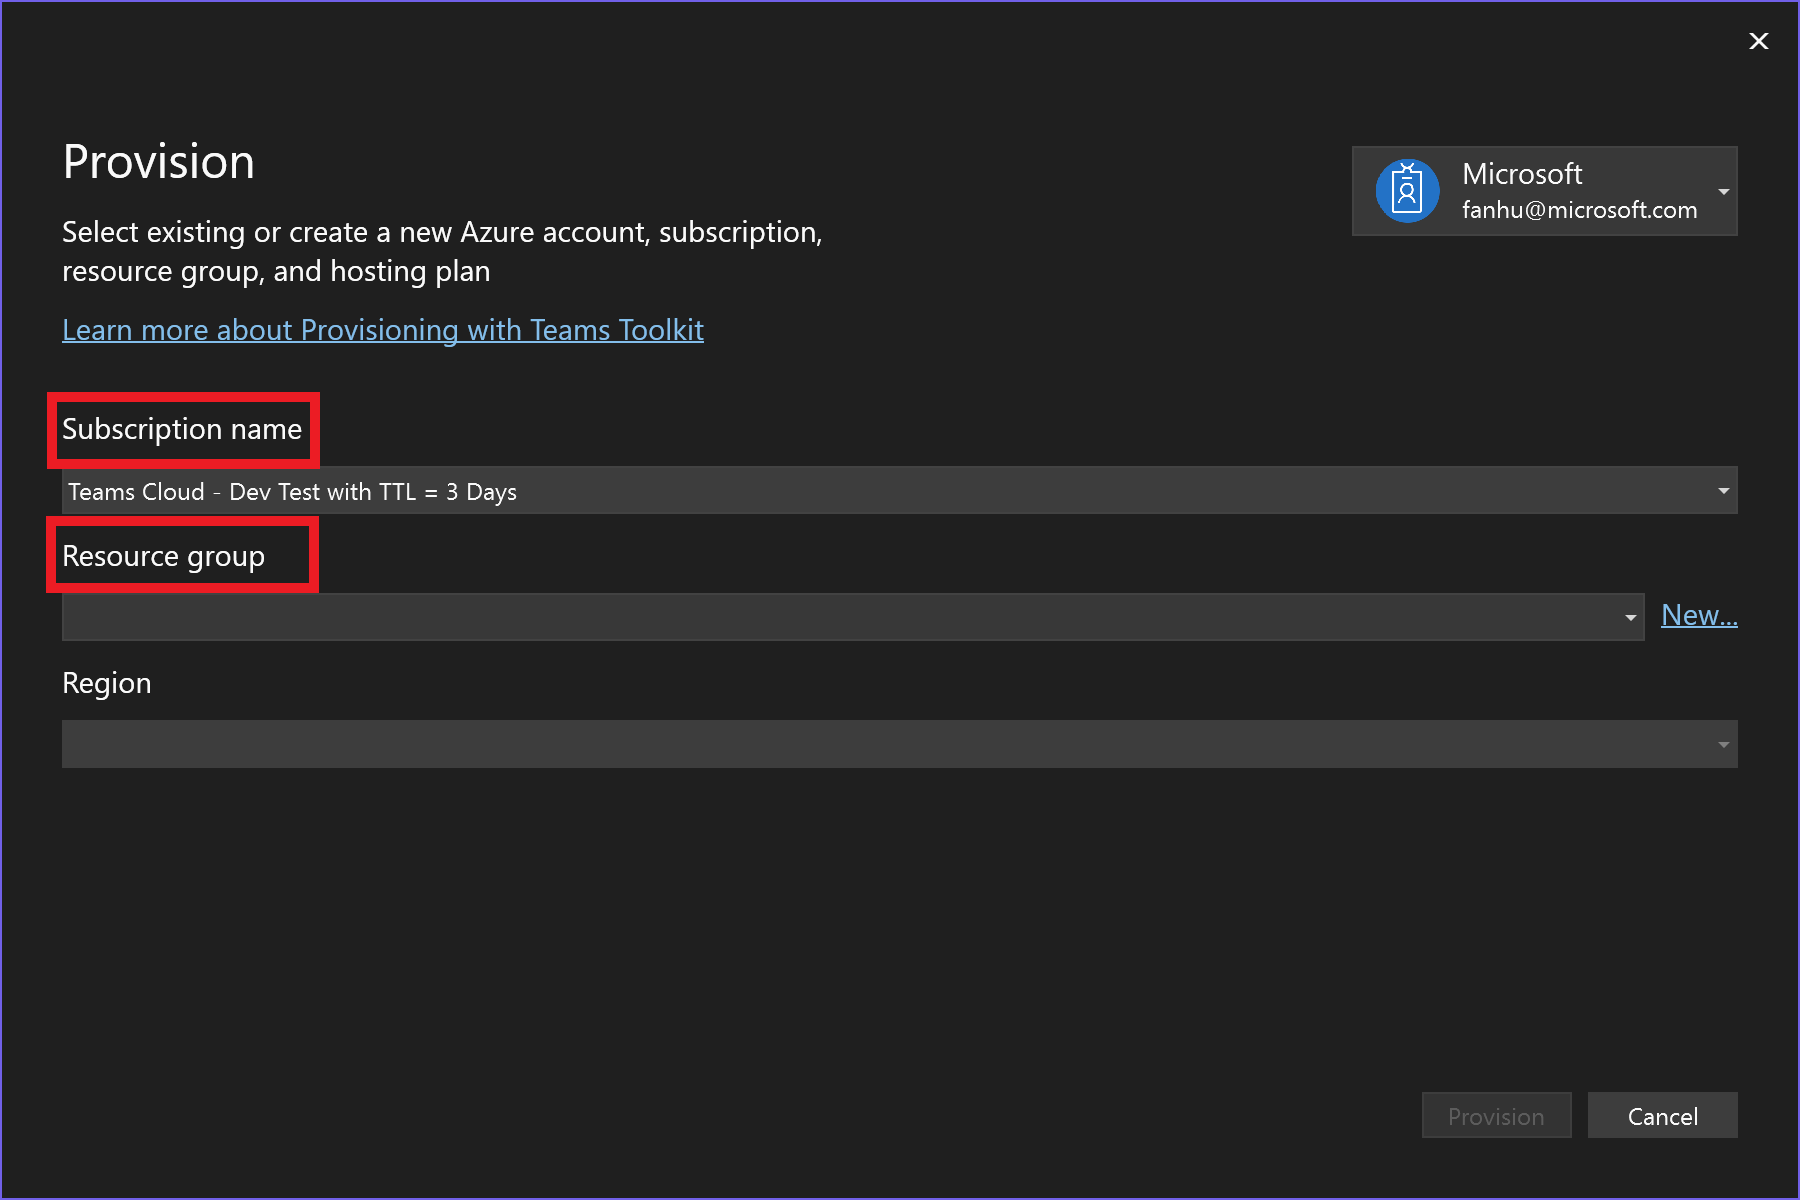 Provision
Microsoft
fanhu@microsoft.com
Select existing or create a new Azure account, subscription,
resource group, and hosting plan
Learn more about Provisioning with Teams Toolkit
Subscription name
Teams Cloud - Dev Test with TTL = 3 Days
Resource group
New...
Region
Provision
Cancel